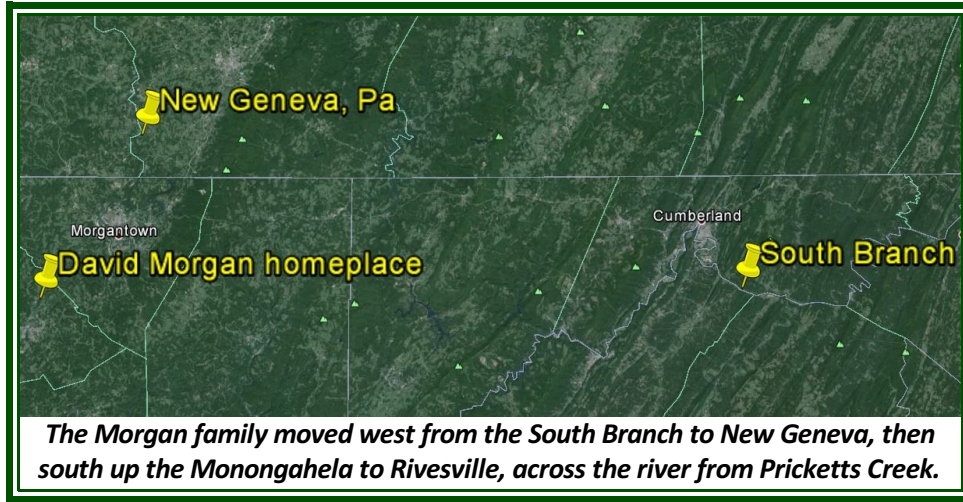 New Geneva, Pa
Morgantown
Cumberland
David Morgan homeplace
South Branch
The Morgan family moved west from the South Branch to New Geneva, then
south up the Monongahela to Rivesville, across the river from Pricketts Creek.